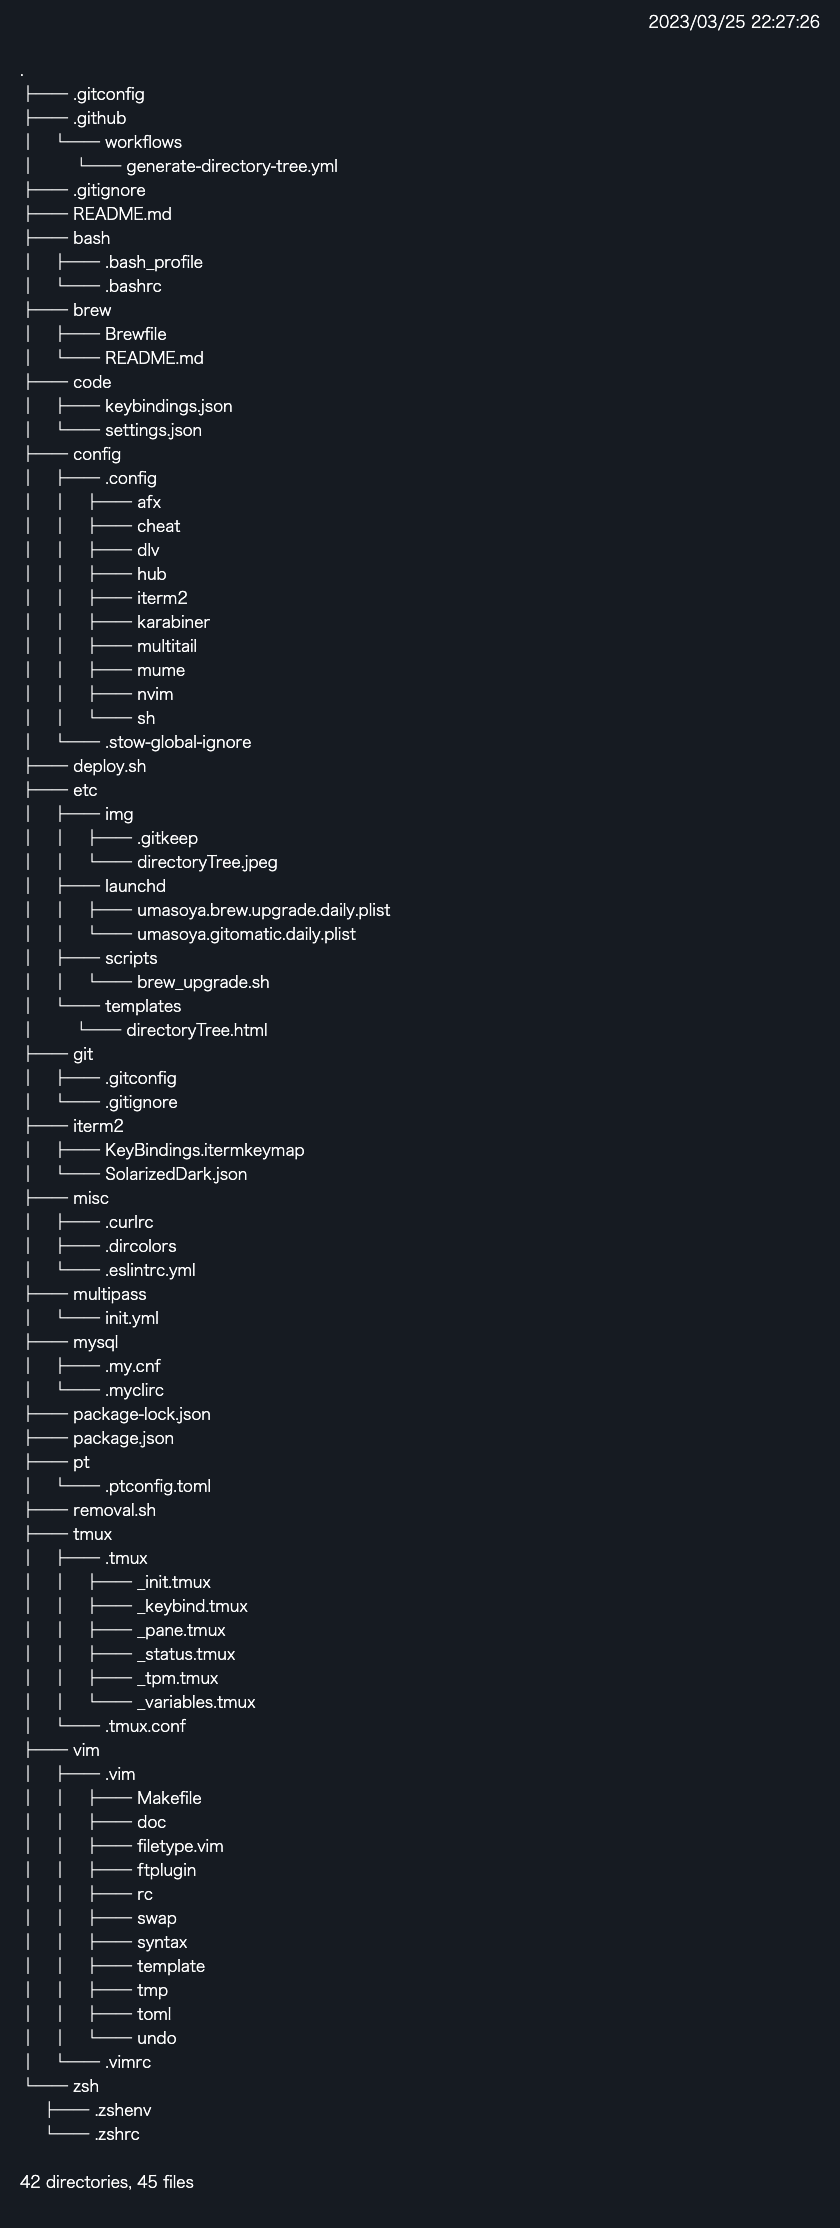 2023/03/25 22:27:26
.
├── .gitconfig
├── .github
│   └── workflows
│       └── generate-directory-tree.yml
├── .gitignore
├── README.md
├── bash
│   ├── .bash_profile
│   └── .bashrc
├── brew
│   ├── Brewfile
│   └── README.md
├── code
│   ├── keybindings.json
│   └── settings.json
├── config
│   ├── .config
│   │   ├── afx
│   │   ├── cheat
│   │   ├── dlv
│   │   ├── hub
│   │   ├── iterm2
│   │   ├── karabiner
│   │   ├── multitail
│   │   ├── mume
│   │   ├── nvim
│   │   └── sh
│   └── .stow-global-ignore
├── deploy.sh
├── etc
│   ├── img
│   │   ├── .gitkeep
│   │   └── directoryTree.jpeg
│   ├── launchd
│   │   ├── umasoya.brew.upgrade.daily.plist
│   │   └── umasoya.gitomatic.daily.plist
│   ├── scripts
│   │   └── brew_upgrade.sh
│   └── templates
│       └── directoryTree.html
├── git
│   ├── .gitconfig
│   └── .gitignore
├── iterm2
│   ├── KeyBindings.itermkeymap
│   └── SolarizedDark.json
├── misc
│   ├── .curlrc
│   ├── .dircolors
│   └── .eslintrc.yml
├── multipass
│   └── init.yml
├── mysql
│   ├── .my.cnf
│   └── .myclirc
├── package-lock.json
├── package.json
├── pt
│   └── .ptconfig.toml
├── removal.sh
├── tmux
│   ├── .tmux
│   │   ├── _init.tmux
│   │   ├── _keybind.tmux
│   │   ├── _pane.tmux
│   │   ├── _status.tmux
│   │   ├── _tpm.tmux
│   │   └── _variables.tmux
│   └── .tmux.conf
├── vim
│   ├── .vim
│   │   ├── Makefile
│   │   ├── doc
│   │   ├── filetype.vim
│   │   ├── ftplugin
│   │   ├── rc
│   │   ├── swap
│   │   ├── syntax
│   │   ├── template
│   │   ├── tmp
│   │   ├── toml
│   │   └── undo
│   └── .vimrc
└── zsh
    ├── .zshenv
    └── .zshrc
42 directories, 45 files